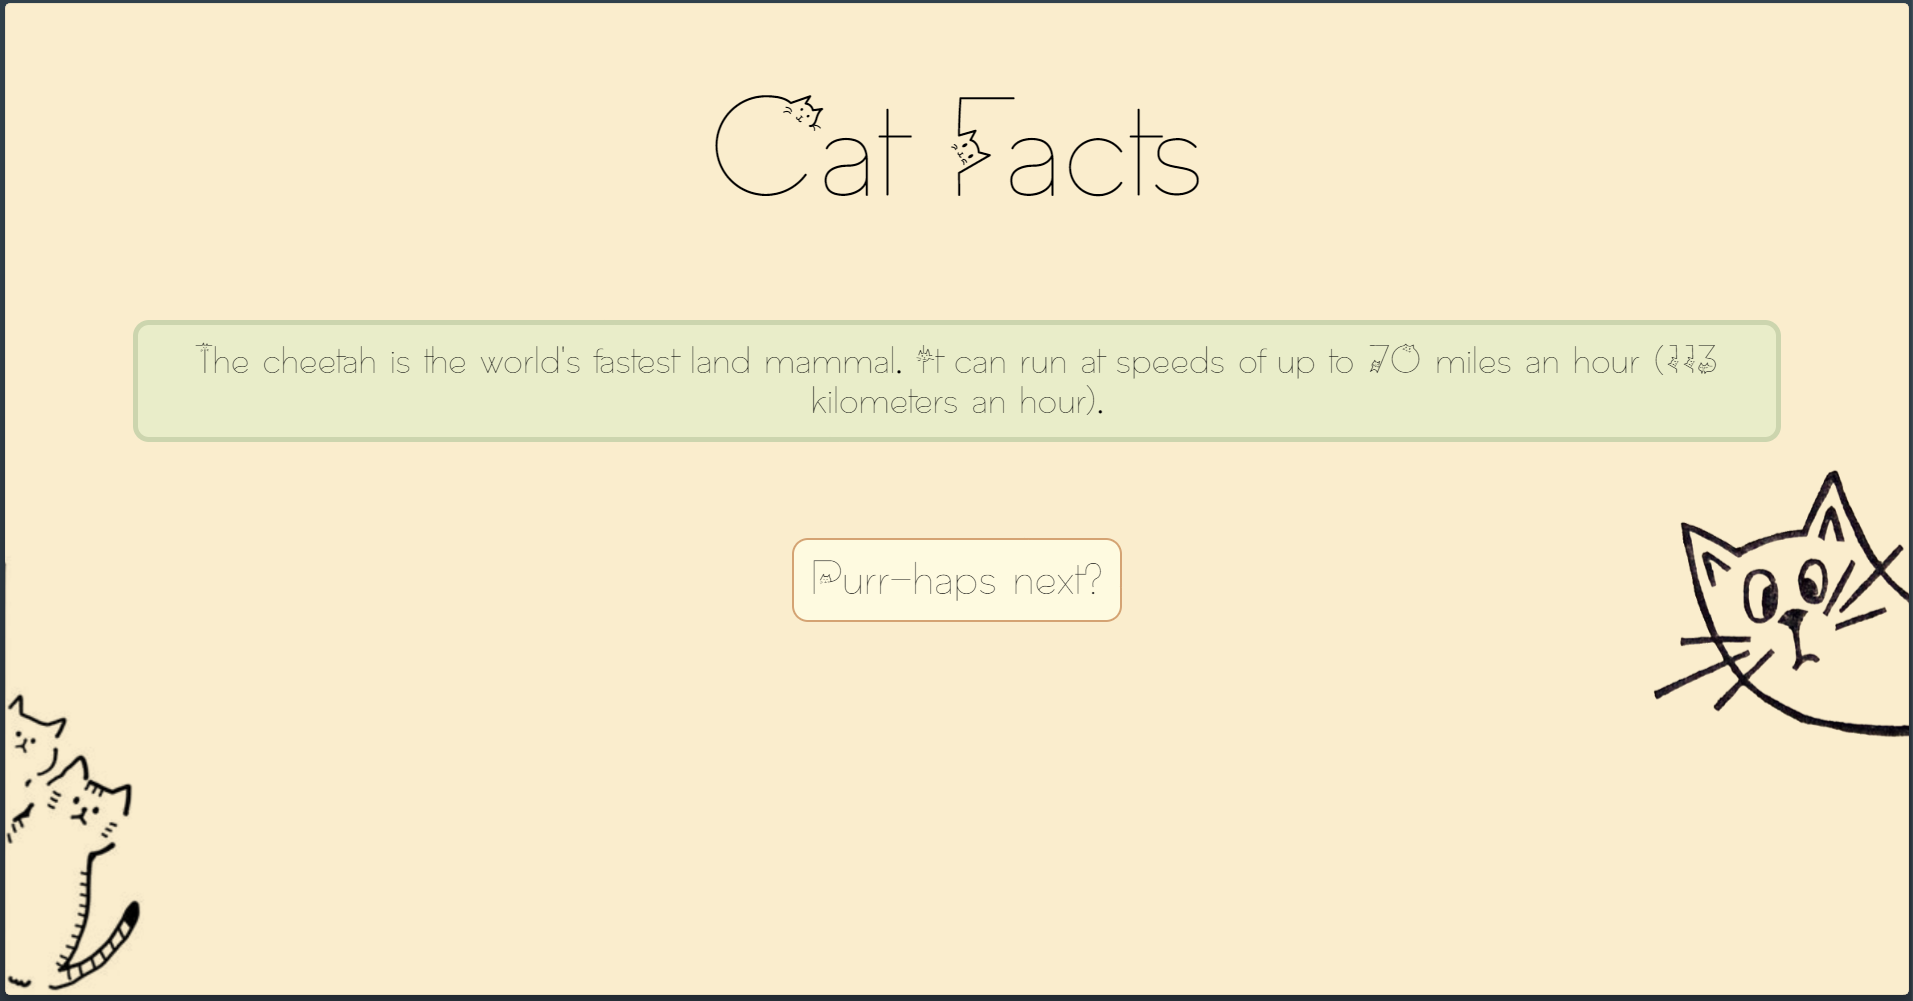 Cat Facts
The cheetah is the world's fastest land mammal. It can run at speeds of up to 70 miles an hour (113
kilometers an hour).
Purr-haps next?